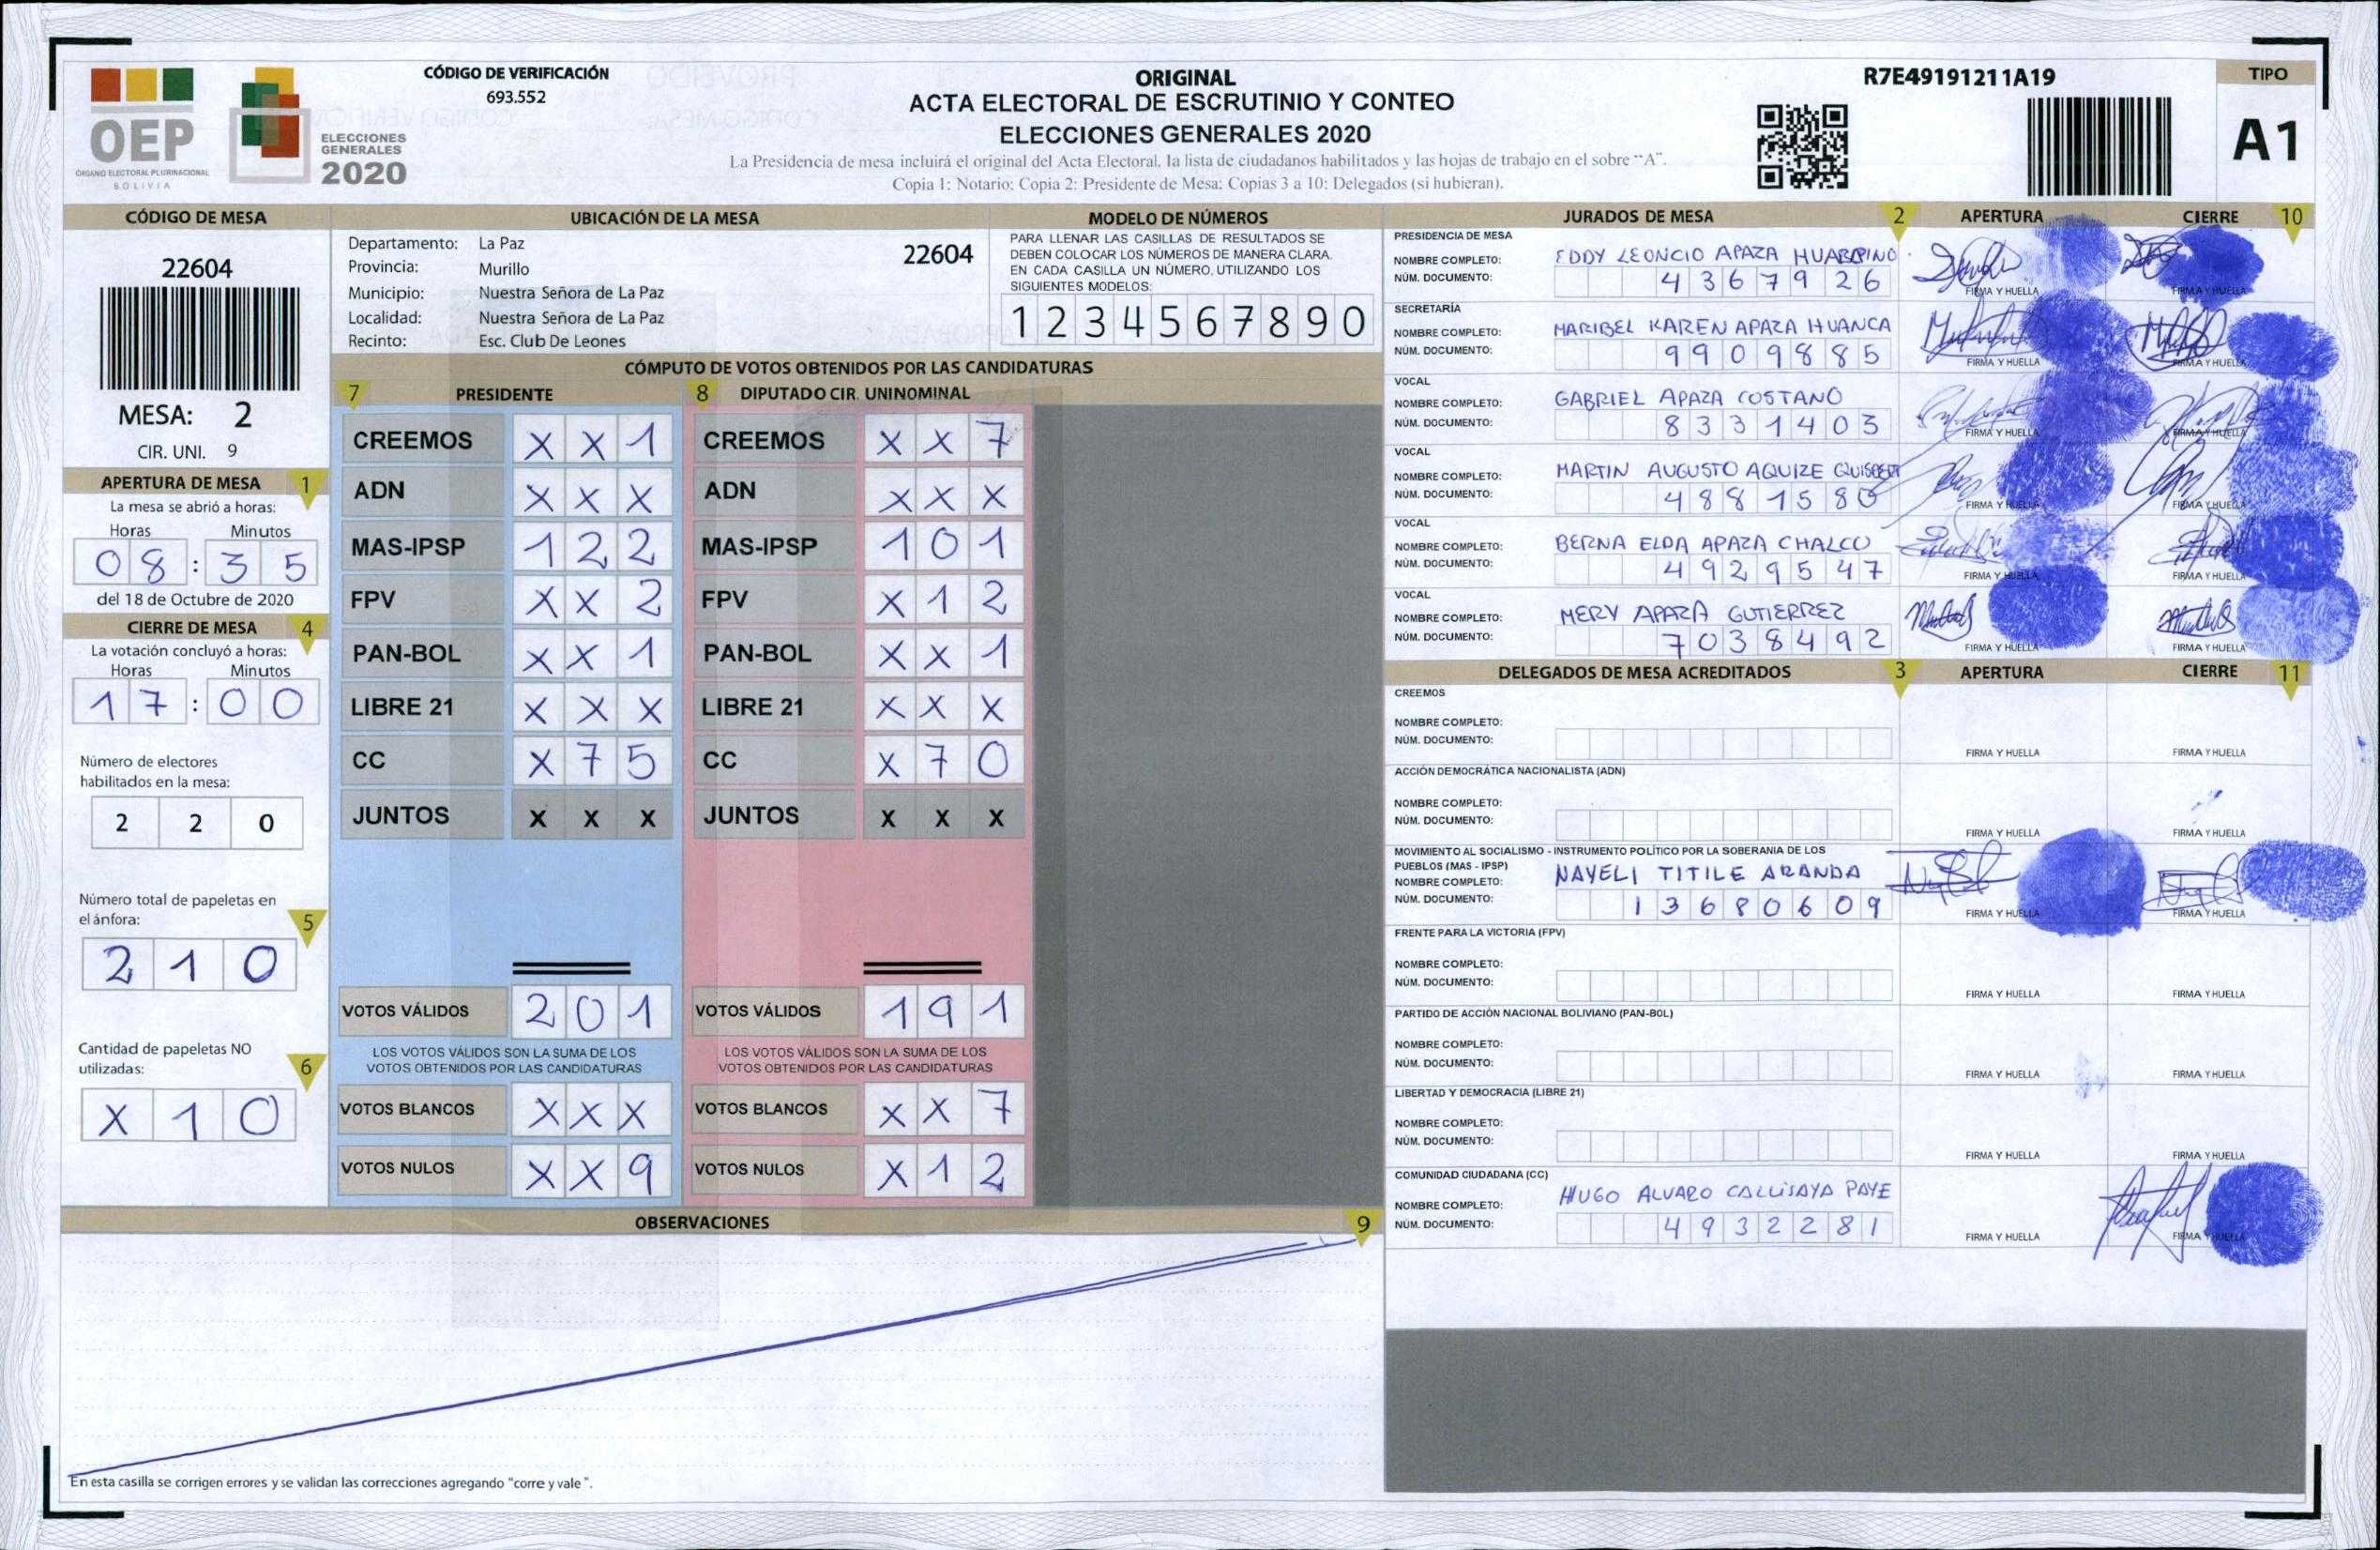 CÓDIGO DE VERIFICACIÓN
693.552
OEP
ÓRGANO ELECTORAL PLURINACIONAL
BOLIVIA
ELECCIONES
GENERALES
2020
ORIGINAL
ACTA ELECTORAL DE ESCRUTINIO Y CONTEO
ELECCIONES GENERALES 2020
La Presidencia de mesa incluirá el original del Acta Electoral, la lista de ciudadanos habilitados y las hojas de trabajo en el sobre "A".
Copia 1: Notario; Copia 2: Presidente de Mesa; Copias 3 a 10: Delegados (si hubieran).
R7E49191211A19
TIPO
A1
CÓDIGO DE MESA
22604
MESA: 2
CIR. UNI. 9
APERTURA DE MESA 1
La mesa se abrió a horas:
Horas Minutos
08:35
del 18 de Octubre de 2020
CIERRE DE MESA 4
La votación concluyó a horas:
Horas Minutos
17:00
Número de electores
habilitados en la mesa:
2 2 0
Número total de papeletas en
el ánfora: 5
2 1 0
Cantidad de papeletas NO
utilizadas: 6
X 1 0
UBICACIÓN DE LA MESA
Departamento: La Paz 22604
Provincia: Murillo
Municipio: Nuestra Señora de La Paz
Localidad: Nuestra Señora de La Paz
Recinto: Esc. Club De Leones
MODELO DE NÚMEROS
PARA LLENAR LAS CASILLAS DE RESULTADOS SE
DEBEN COLOCAR LOS NÚMEROS DE MANERA CLARA.
EN CADA CASILLA UN NÚMERO, UTILIZANDO LOS
SIGUIENTES MODELOS:
1 2 3 4 5 6 7 8 9 0
CÓMPUTO DE VOTOS OBTENIDOS POR LAS CANDIDATURAS
7 PRESIDENTE 8 DIPUTADO CIR. UNINOMINAL
CREEMOS X X 1 CREEMOS X X 7
ADN X X X ADN X X X
MAS-IPSP 1 2 2 MAS-IPSP 1 0 1
FPV X X 2 FPV X 1 2
PAN-BOL X X 1 PAN-BOL X X 1
LIBRE 21 X X X LIBRE 21 X X X
CC X 7 5 CC X 7 0
JUNTOS X X X JUNTOS X X X
VOTOS VÁLIDOS 2 0 1 VOTOS VÁLIDOS 1 9 1
LOS VOTOS VÁLIDOS SON LA SUMA DE LOS LOS VOTOS VÁLIDOS SON LA SUMA DE LOS
VOTOS OBTENIDOS POR LAS CANDIDATURAS VOTOS OBTENIDOS POR LAS CANDIDATURAS
VOTOS BLANCOS X X X VOTOS BLANCOS X X 7
VOTOS NULOS X X 9 VOTOS NULOS X 1 2
OBSERVACIONES 9
En esta casilla se corrigen errores y se validan las correcciones agregando "corre y vale".
JURADOS DE MESA 2 APERTURA CIERRE 10
PRESIDENCIA DE MESA
NOMBRE COMPLETO: EDDY LEONCIO APAZA
NÚM. DOCUMENTO: 4367926
FIRMA Y HUELLA FIRMA Y HUELLA
SECRETARÍA
NOMBRE COMPLETO: MARIBEL KAREN APAZA HUANCA
NÚM. DOCUMENTO: 9909885
FIRMA Y HUELLA FIRMA Y HUELLA
VOCAL
NOMBRE COMPLETO: GABRIEL APAZA COSTANO
NÚM. DOCUMENTO: 8331403
FIRMA Y HUELLA FIRMA Y HUELLA
VOCAL
NOMBRE COMPLETO: MARTIN AUGUSTO AQUIZE
NÚM. DOCUMENTO: 4881580
FIRMA Y HUELLA FIRMA Y HUELLA
VOCAL
NOMBRE COMPLETO: BERNA ELDA APAZA CHALCO
NÚM. DOCUMENTO: 4929547
FIRMA Y HUELLA FIRMA Y HUELLA
VOCAL
NOMBRE COMPLETO: MERY APAZA GUTIERREZ
NÚM. DOCUMENTO: 7038492
FIRMA Y HUELLA FIRMA Y HUELLA
DELEGADOS DE MESA ACREDITADOS 3 APERTURA CIERRE 11
CREEMOS
NOMBRE COMPLETO:
NÚM. DOCUMENTO:
FIRMA Y HUELLA FIRMA Y HUELLA
ACCIÓN DEMOCRÁTICA NACIONALISTA (ADN)
NOMBRE COMPLETO:
NÚM. DOCUMENTO:
FIRMA Y HUELLA FIRMA Y HUELLA
MOVIMIENTO AL SOCIALISMO - INSTRUMENTO POLÍTICO POR LA SOBERANIA DE LOS
PUEBLOS (MAS - IPSP)
NOMBRE COMPLETO: NAYELI TITILE ARANDA
NÚM. DOCUMENTO: 13680609
FIRMA Y HUELLA FIRMA Y HUELLA
FRENTE PARA LA VICTORIA (FPV)
NOMBRE COMPLETO:
NÚM. DOCUMENTO:
FIRMA Y HUELLA FIRMA Y HUELLA
PARTIDO DE ACCIÓN NACIONAL BOLIVIANO (PAN-BOL)
NOMBRE COMPLETO:
NÚM. DOCUMENTO:
FIRMA Y HUELLA FIRMA Y HUELLA
LIBERTAD Y DEMOCRACIA (LIBRE 21)
NOMBRE COMPLETO:
NÚM. DOCUMENTO:
FIRMA Y HUELLA FIRMA Y HUELLA
COMUNIDAD CIUDADANA (CC)
NOMBRE COMPLETO: HUGO ALVARO CALLISAYA PAYE
NÚM. DOCUMENTO: 4932281
FIRMA Y HUELLA FIRMA Y HUELLA